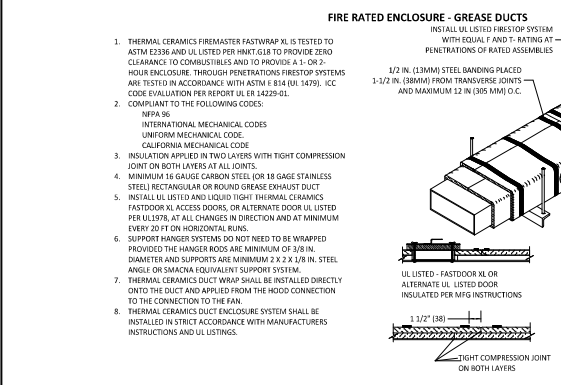 FIRE RATED ENCLOSURE - GREASE DUCTS
1. THERMAL CERAMICS FIREMASTER FASTWRAP XL IS TESTED TO
ASTM E2336 AND UL LISTED PER HNKT.G18 TO PROVIDE ZERO
CLEARANCE TO COMBUSTIBLES AND TO PROVIDE A 1- OR 2-
HOUR ENCLOSURE. THROUGH PENETRATIONS FIRESTOP SYSTEMS
ARE TESTED IN ACCORDANCE WITH ASTM E 814 (UL 1479). ICC
CODE EVALUATION PER REPORT UL ER 14229-01.
2. COMPLIANT TO THE FOLLOWING CODES:
NFPA 96
INTERNATIONAL MECHANICAL CODES
UNIFORM MECHANICAL CODE.
CALIFORNIA MECHANICAL CODE
3. INSULATION APPLIED IN TWO LAYERS WITH TIGHT COMPRESSION
JOINT ON BOTH LAYERS AT ALL JOINTS.
4. MINIMUM 16 GAUGE CARBON STEEL (OR 18 GAGE STAINLESS
STEEL) RECTANGULAR OR ROUND GREASE EXHAUST DUCT
5. INSTALL UL LISTED AND LIQUID TIGHT THERMAL CERAMICS
FASTDOOR XL ACCESS DOORS, OR ALTERNATE DOOR UL LISTED
PER UL1978, AT ALL CHANGES IN DIRECTION AND AT MINIMUM
EVERY 20 FT ON HORIZONTAL RUNS.
6. SUPPORT HANGER SYSTEMS DO NOT NEED TO BE WRAPPED
PROVIDED THE HANGER RODS ARE MINIMUM OF 3/8 IN.
DIAMETER AND SUPPORTS ARE MINIMUM 2 X 2 X 1/8 IN. STEEL
ANGLE OR SMACNA EQUIVALENT SUPPORT SYSTEM.
7. THERMAL CERAMICS DUCT WRAP SHALL BE INSTALLED DIRECTLY
ONTO THE DUCT AND APPLIED FROM THE HOOD CONNECTION
TO THE CONNECTION TO THE FAN.
8. THERMAL CERAMICS DUCT ENCLOSURE SYSTEM SHALL BE
INSTALLED IN STRICT ACCORDANCE WITH MANUFACTURERS
INSTRUCTIONS AND UL LISTINGS.
INSTALL UL LISTED FIRESTOP SYSTEM
WITH EQUAL F AND T- RATING AT
PENETRATIONS OF RATED ASSEMBLIES
1/2 IN. (13MM) STEEL BANDING PLACED
1-1/2 IN. (38MM) FROM TRANSVERSE JOINTS
AND MAXIMUM 12 IN (305 MM) O.C.
UL LISTED - FASTDOOR XL OR
ALTERNATE UL LISTED DOOR
INSULATED PER MFG INSTRUCTIONS
1 1/2" (38)
TIGHT COMPRESSION JOINT
ON BOTH LAYERS